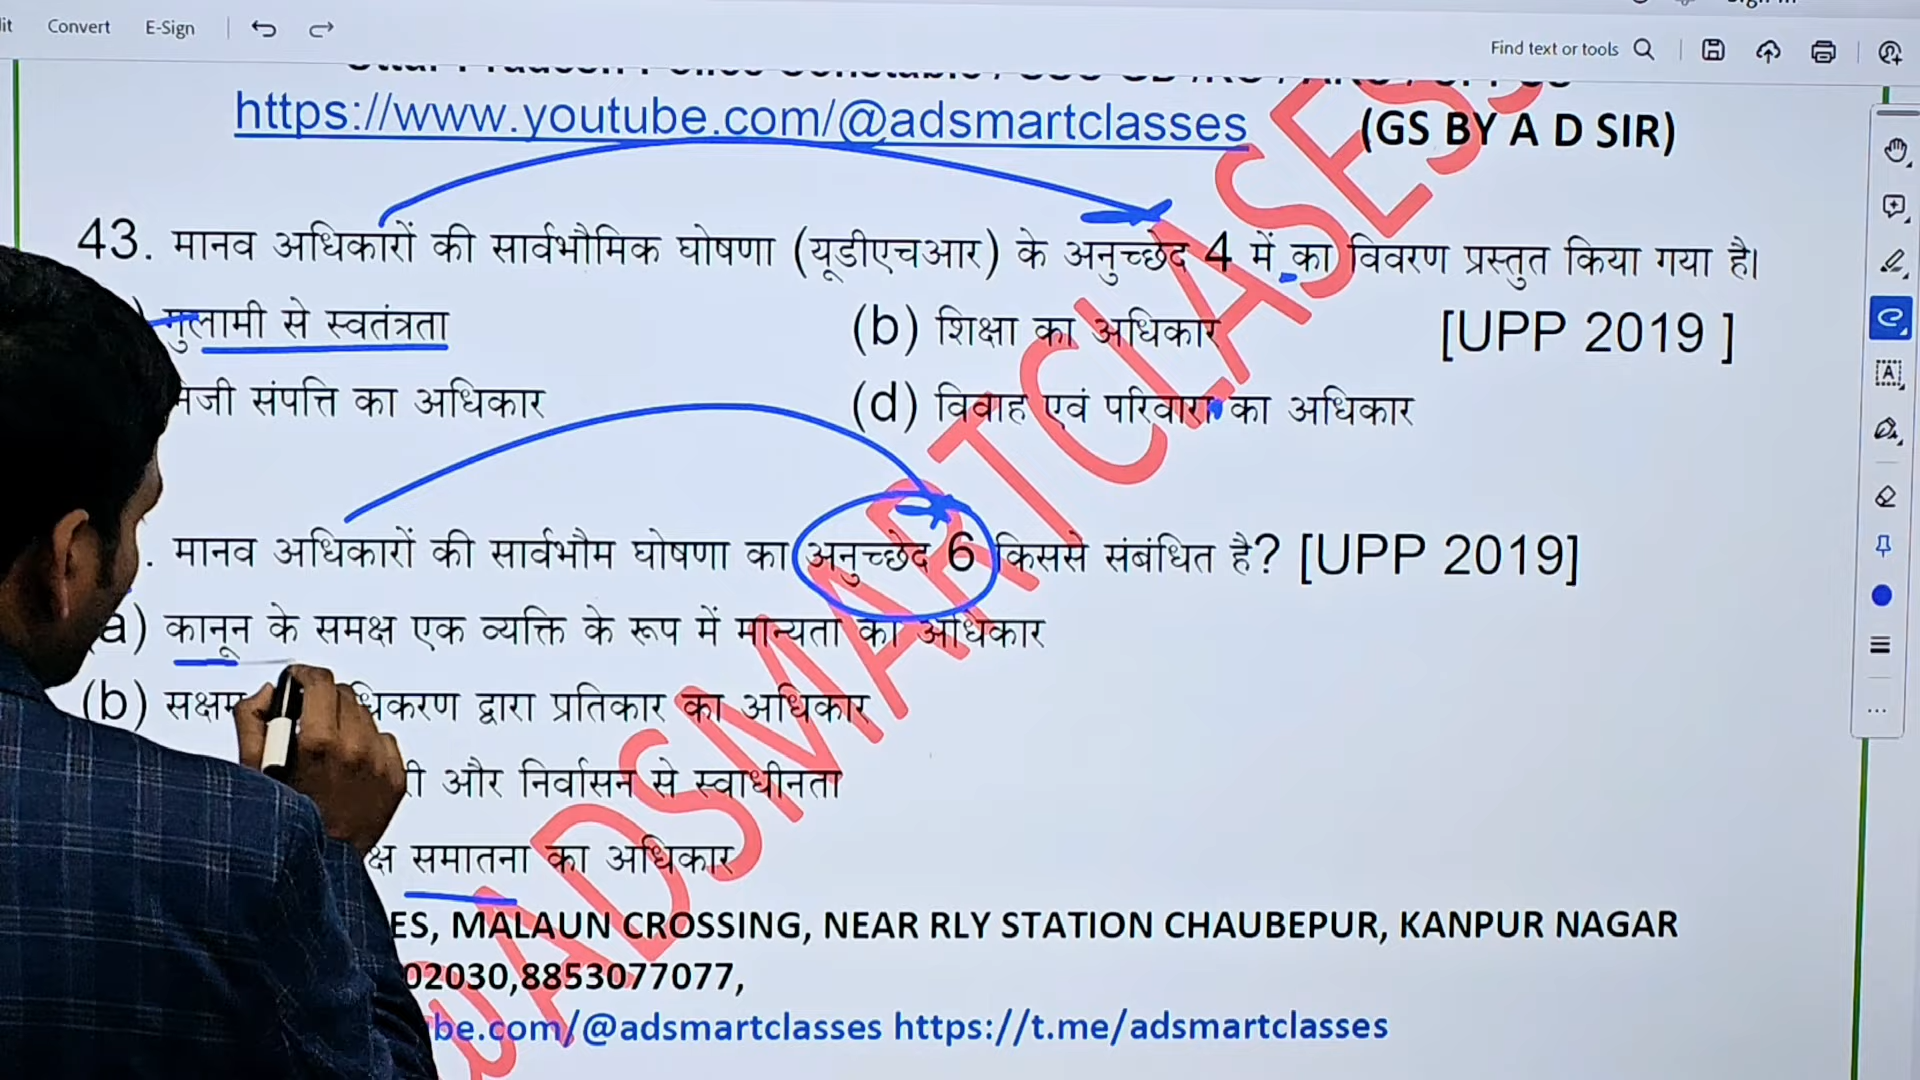 Convert E-Sign
Find text or tools
https://www.youtube.com/@adsmartclasses
(GS BY A D SIR)
43. मानव अधिकारों की सार्वभौमिक घोषणा (यूडीएचआर) के अनुच्छेद 4 में का विवरण प्रस्तुत किया गया है।
गुलामी से स्वतंत्रता (b) शिक्षा का अधिकार [UPP 2019 ]
संपत्ति का अधिकार (d) विवाह एवं परिवारा का अधिकार
. मानव अधिकारों की सार्वभौम घोषणा का अनुच्छेद 6 किससे संबंधित है? [UPP 2019]
a) कानून के समक्ष एक व्यक्ति के रूप में मान्यता का अधिकार
(b) सक्षम द्वारा प्रतिकार का अधिकार
और निर्वासन से स्वाधीनता
समातना का अधिकार
MALAUN CROSSING, NEAR RLY STATION CHAUBEPUR, KANPUR NAGAR
02030,8853077077,
be.com/@adsmartclasses https://t.me/adsmartclasses
@ADSMARTCLASSES